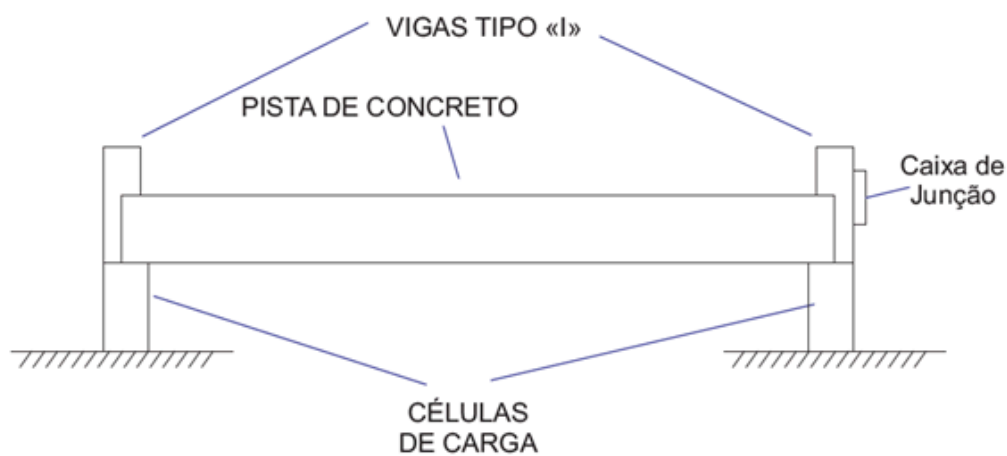 VIGAS TIPO «I»
PISTA DE CONCRETO
Caixa de
Junção
CÉLULAS
DE CARGA